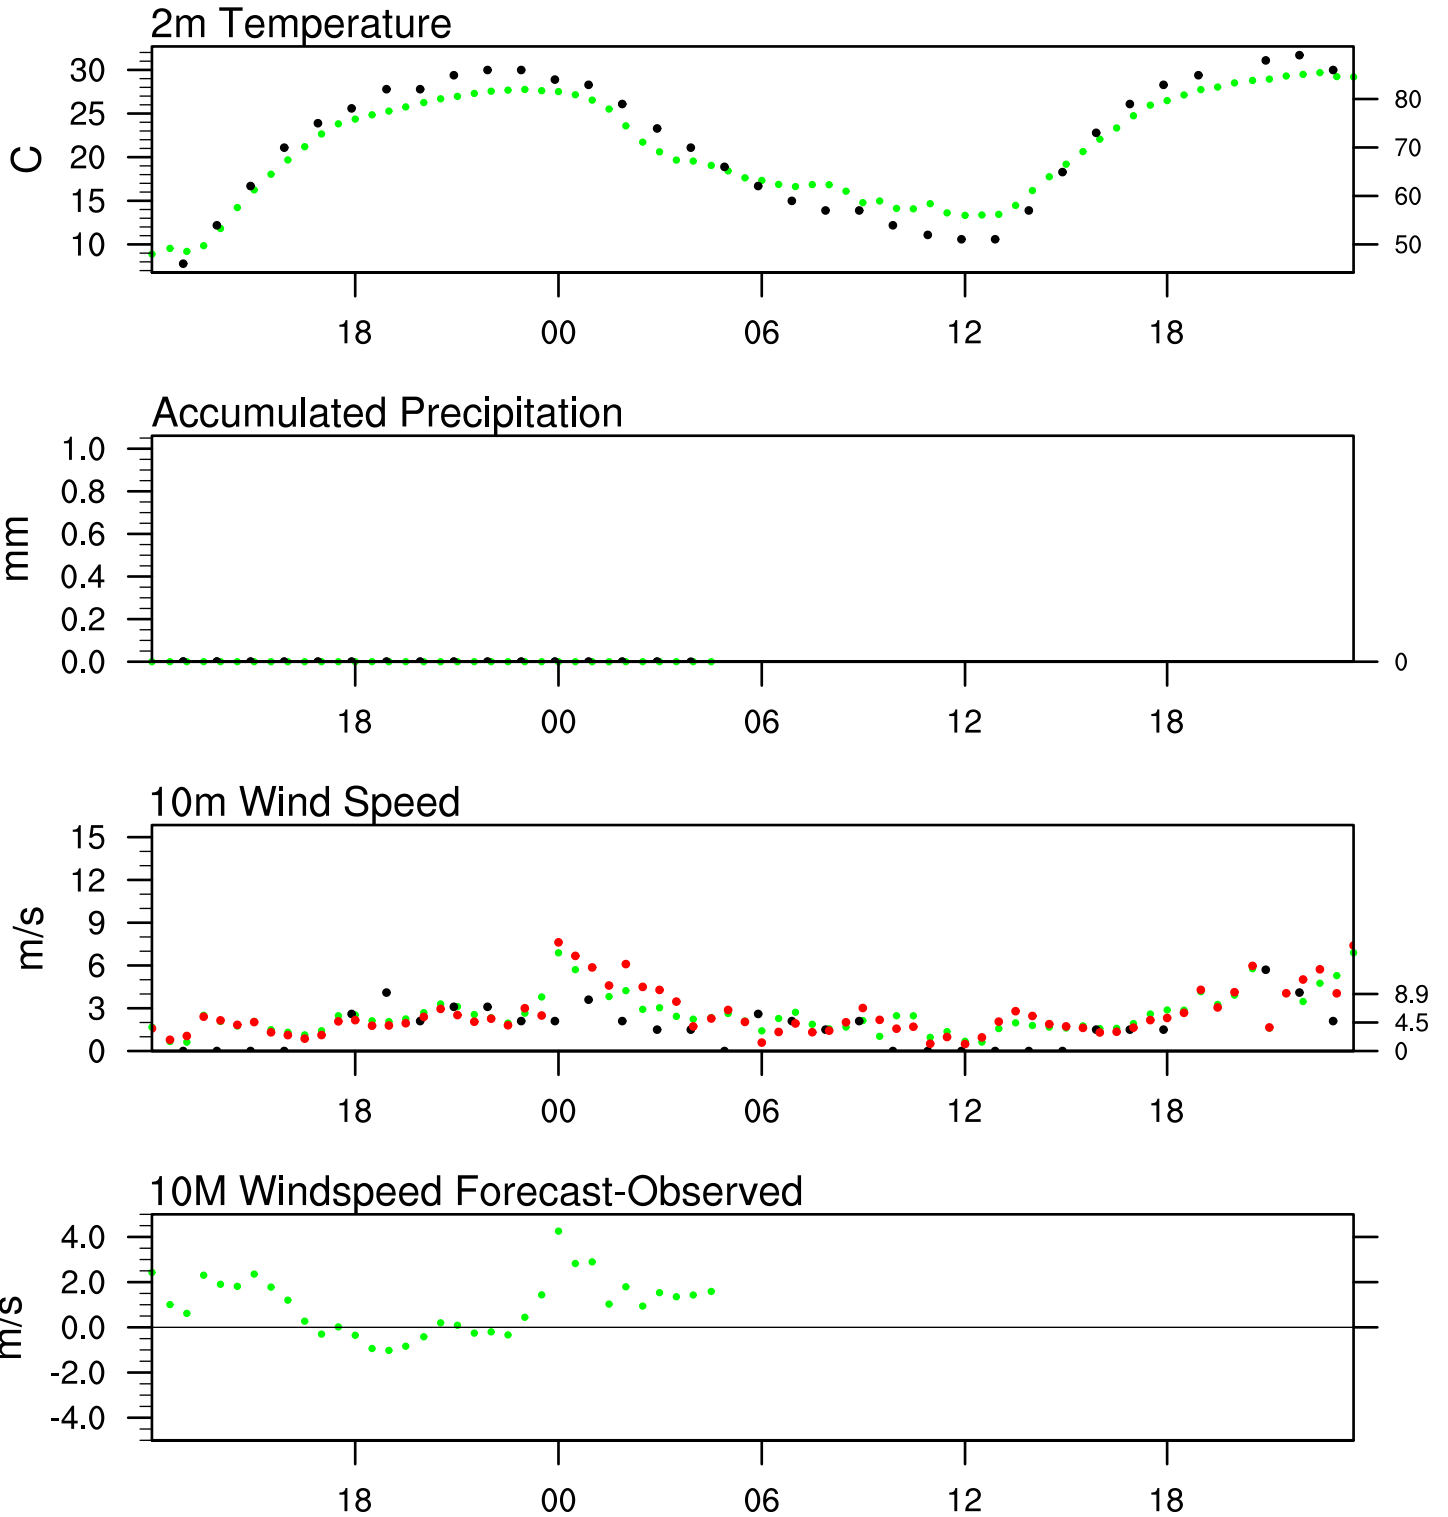 2m Temperature
30
25
20
15
10
C
80
70
60
50
18 00 06 12 18
Accumulated Precipitation
1.0
0.8
0.6
0.4
0.2
0.0
mm
0
18 00 06 12 18
10m Wind Speed
15
12
9
6
3
0
m/s
8.9
4.5
0
18 00 06 12 18
10M Windspeed Forecast-Observed
4.0
2.0
0.0
-2.0
-4.0
m/s
18 00 06 12 18